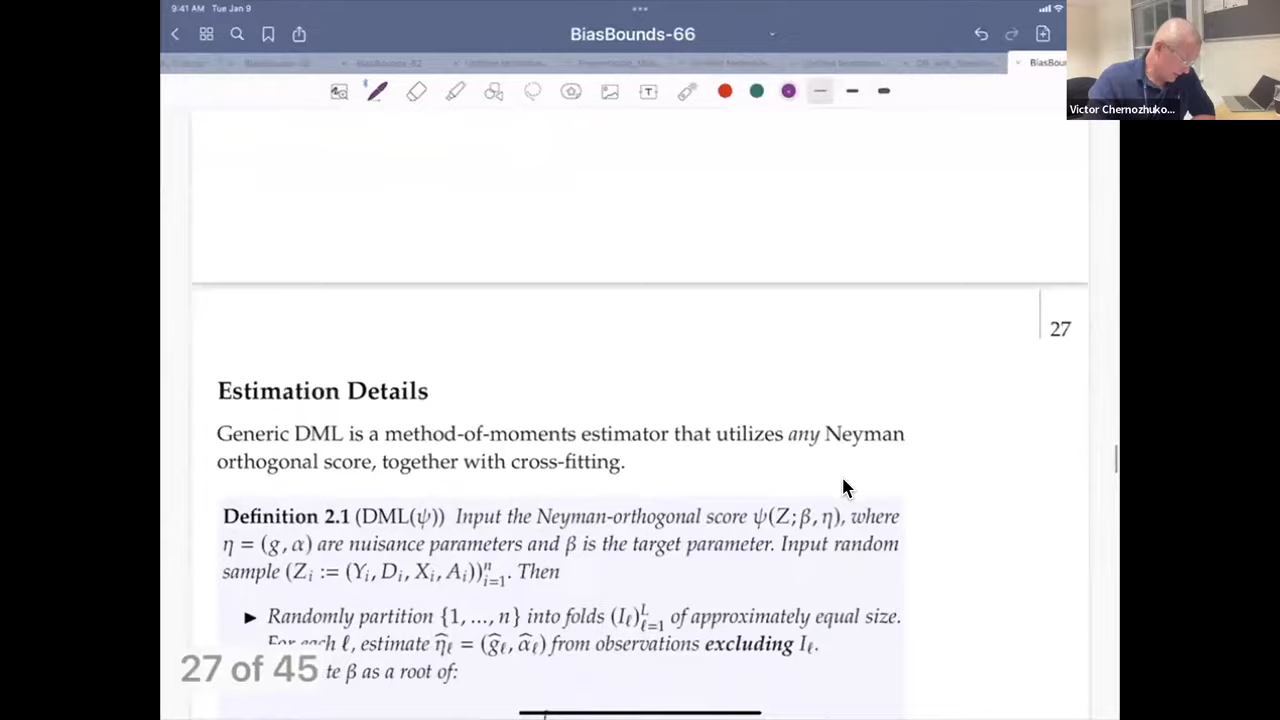 9:41 AM Tue Jan 9
BiasBounds-66
BiasBou
Victor Chernozhuko...
27
Estimation Details
Generic DML is a method-of-moments estimator that utilizes any Neyman
orthogonal score, together with cross-fitting.
Definition 2.1 (DML(ψ)) Input the Neyman-orthogonal score ψ(Z; β, η), where
η = (g, α) are nuisance parameters and β is the target parameter. Input random
sample (Z_i := (Y_i, D_i, X_i, A_i))_{i=1}^n. Then
► Randomly partition {1, ..., n} into folds (I_ℓ)_{ℓ=1}^L of approximately equal size.
For each ℓ, estimate η̂_ℓ = (ĝ_ℓ, α̂_ℓ) from observations excluding I_ℓ.
27 of 45
te β as a root of: